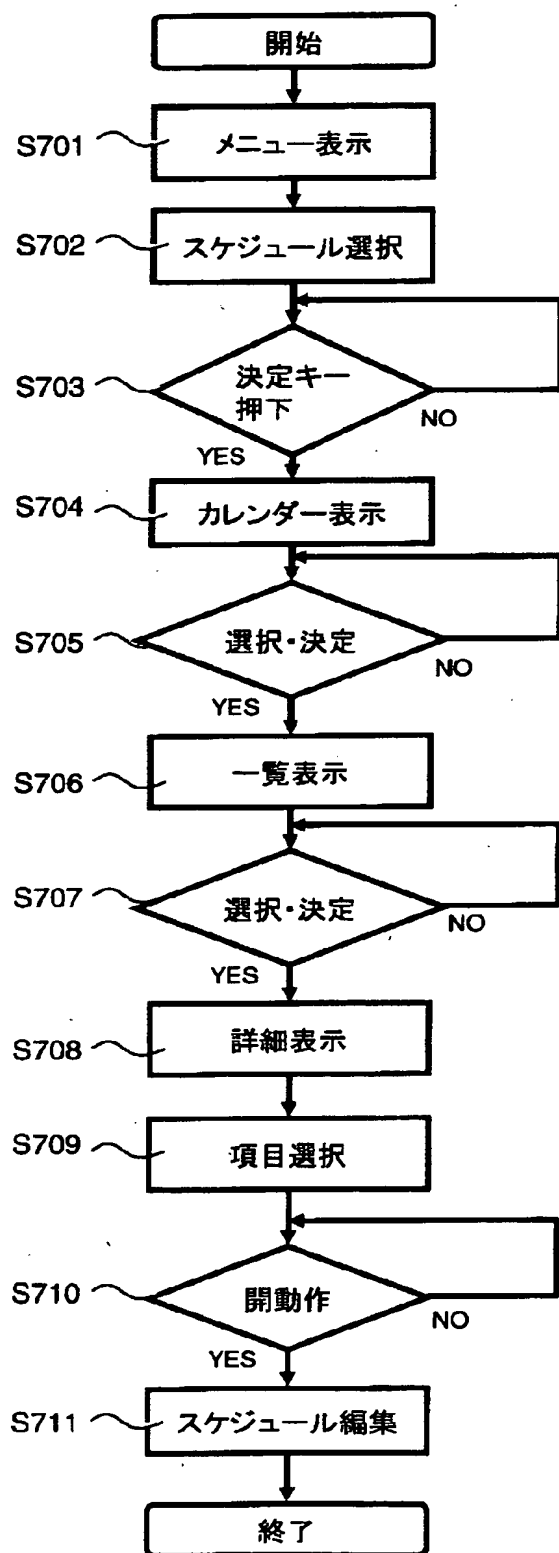 開始
S701
メニュー表示
S702
スケジュール選択
S703
決定キー
押下
NO
YES
S704
カレンダー表示
S705
選択・決定
NO
YES
S706
一覧表示
S707
選択・決定
NO
YES
S708
詳細表示
S709
項目選択
S710
開動作
NO
YES
S711
スケジュール編集
終了